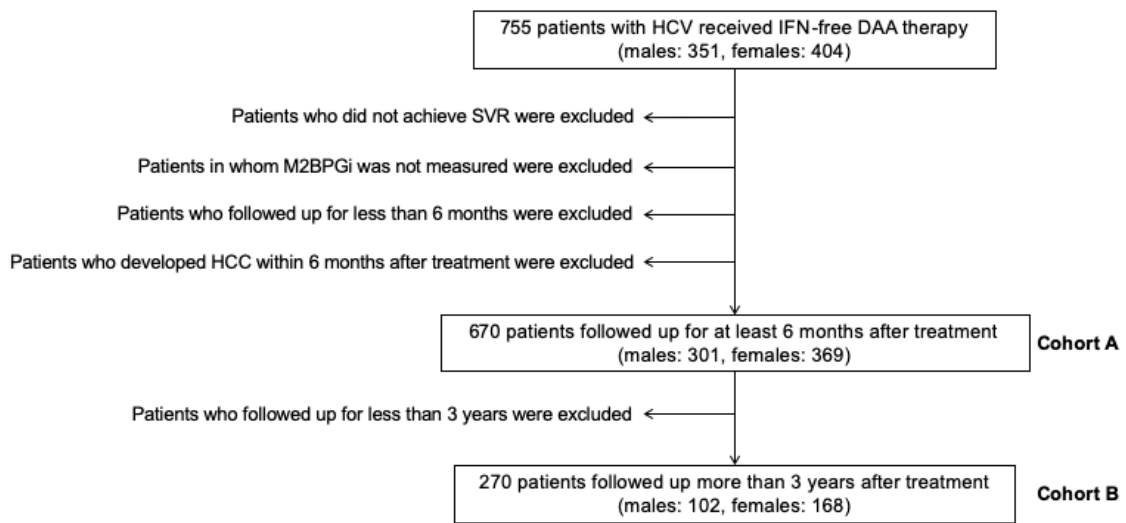 755 patients with HCV received IFN-free DAA therapy
(males: 351, females: 404)
Patients who did not achieve SVR were excluded
Patients in whom M2BPGi was not measured were excluded
Patients who followed up for less than 6 months were excluded
Patients who developed HCC within 6 months after treatment were excluded
670 patients followed up for at least 6 months after treatment
(males: 301, females: 369)
Cohort A
Patients who followed up for less than 3 years were excluded
270 patients followed up more than 3 years after treatment
(males: 102, females: 168)
Cohort B